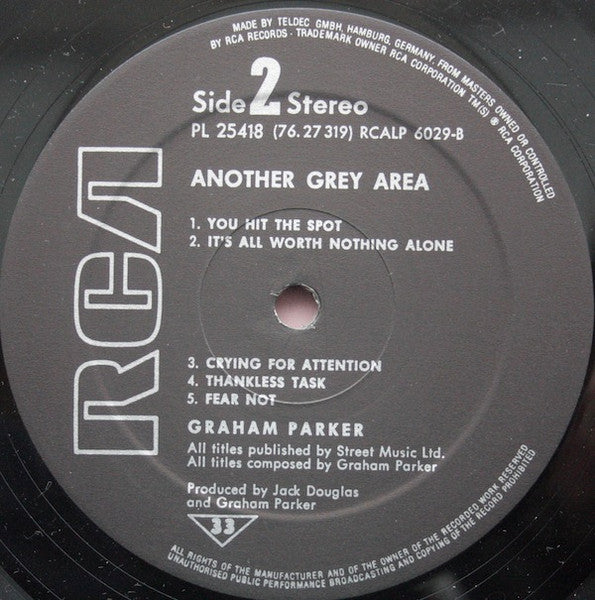 MADE BY TELDEC GMBH, HAMBURG, GERMANY, FROM MASTERS OWNED OR CONTROLLED
BY RCA RECORDS · TRADEMARK OWNER RCA CORPORATION TM(S) ® RCA CORPORATION
RCA
Side 2 Stereo
PL 25418 (76.27319) RCALP 6029-B
ANOTHER GREY AREA
1. YOU HIT THE SPOT
2. IT'S ALL WORTH NOTHING ALONE
3. CRYING FOR ATTENTION
4. THANKLESS TASK
5. FEAR NOT
GRAHAM PARKER
All titles published by Street Music Ltd.
All titles composed by Graham Parker
Produced by Jack Douglas
and Graham Parker
33
ALL RIGHTS OF THE MANUFACTURER AND OF THE OWNER OF THE RECORDED WORK RESERVED
UNAUTHORISED PUBLIC PERFORMANCE BROADCASTING AND COPYING OF THE RECORD PROHIBITED